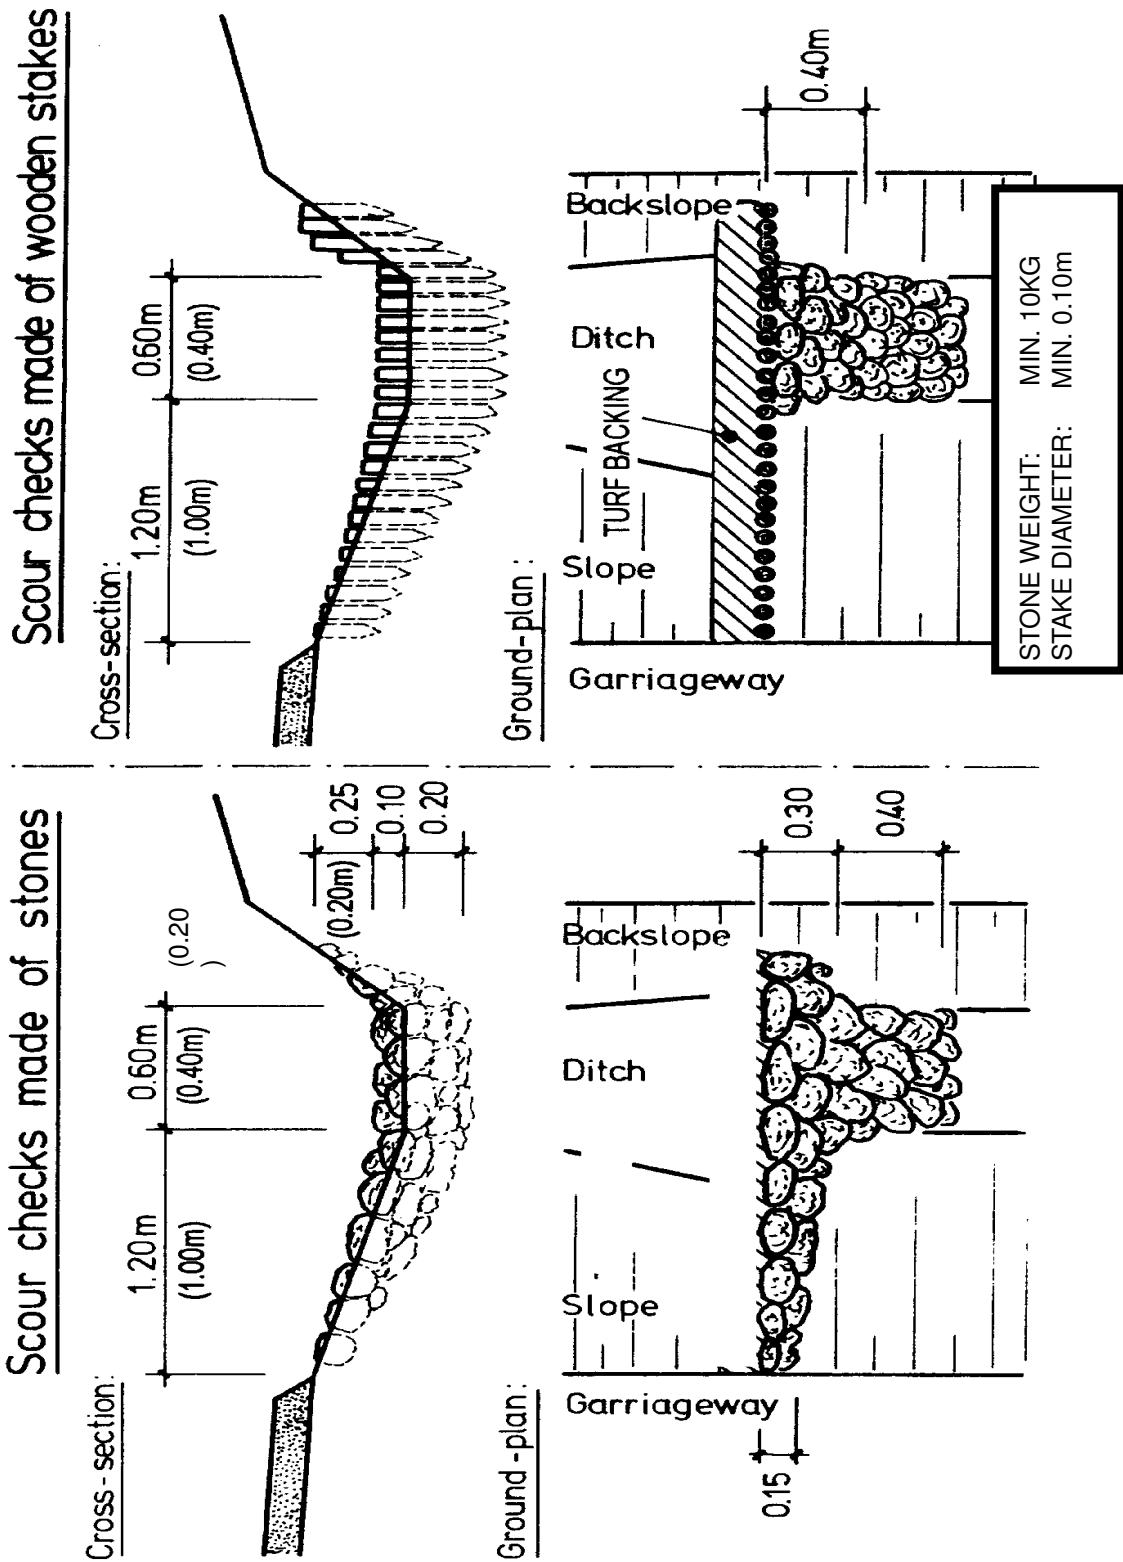 Scour checks made of stones
Cross-section:
1.20m
(1.00m)
0.60m
(0.40m)
(0.20
)
(0.20m)
0.25
0.10
0.20
Ground-plan:
Garriageway
Slope
Ditch
Backslope
0.15
0.30
0.40
Scour checks made of wooden stakes
Cross-section:
1.20m
(1.00m)
0.60m
(0.40m)
Ground-plan:
Garriageway
Slope
TURF BACKING
Ditch
Backslope
0.40m
STONE WEIGHT: MIN. 10KG
STAKE DIAMETER: MIN. 0.10m